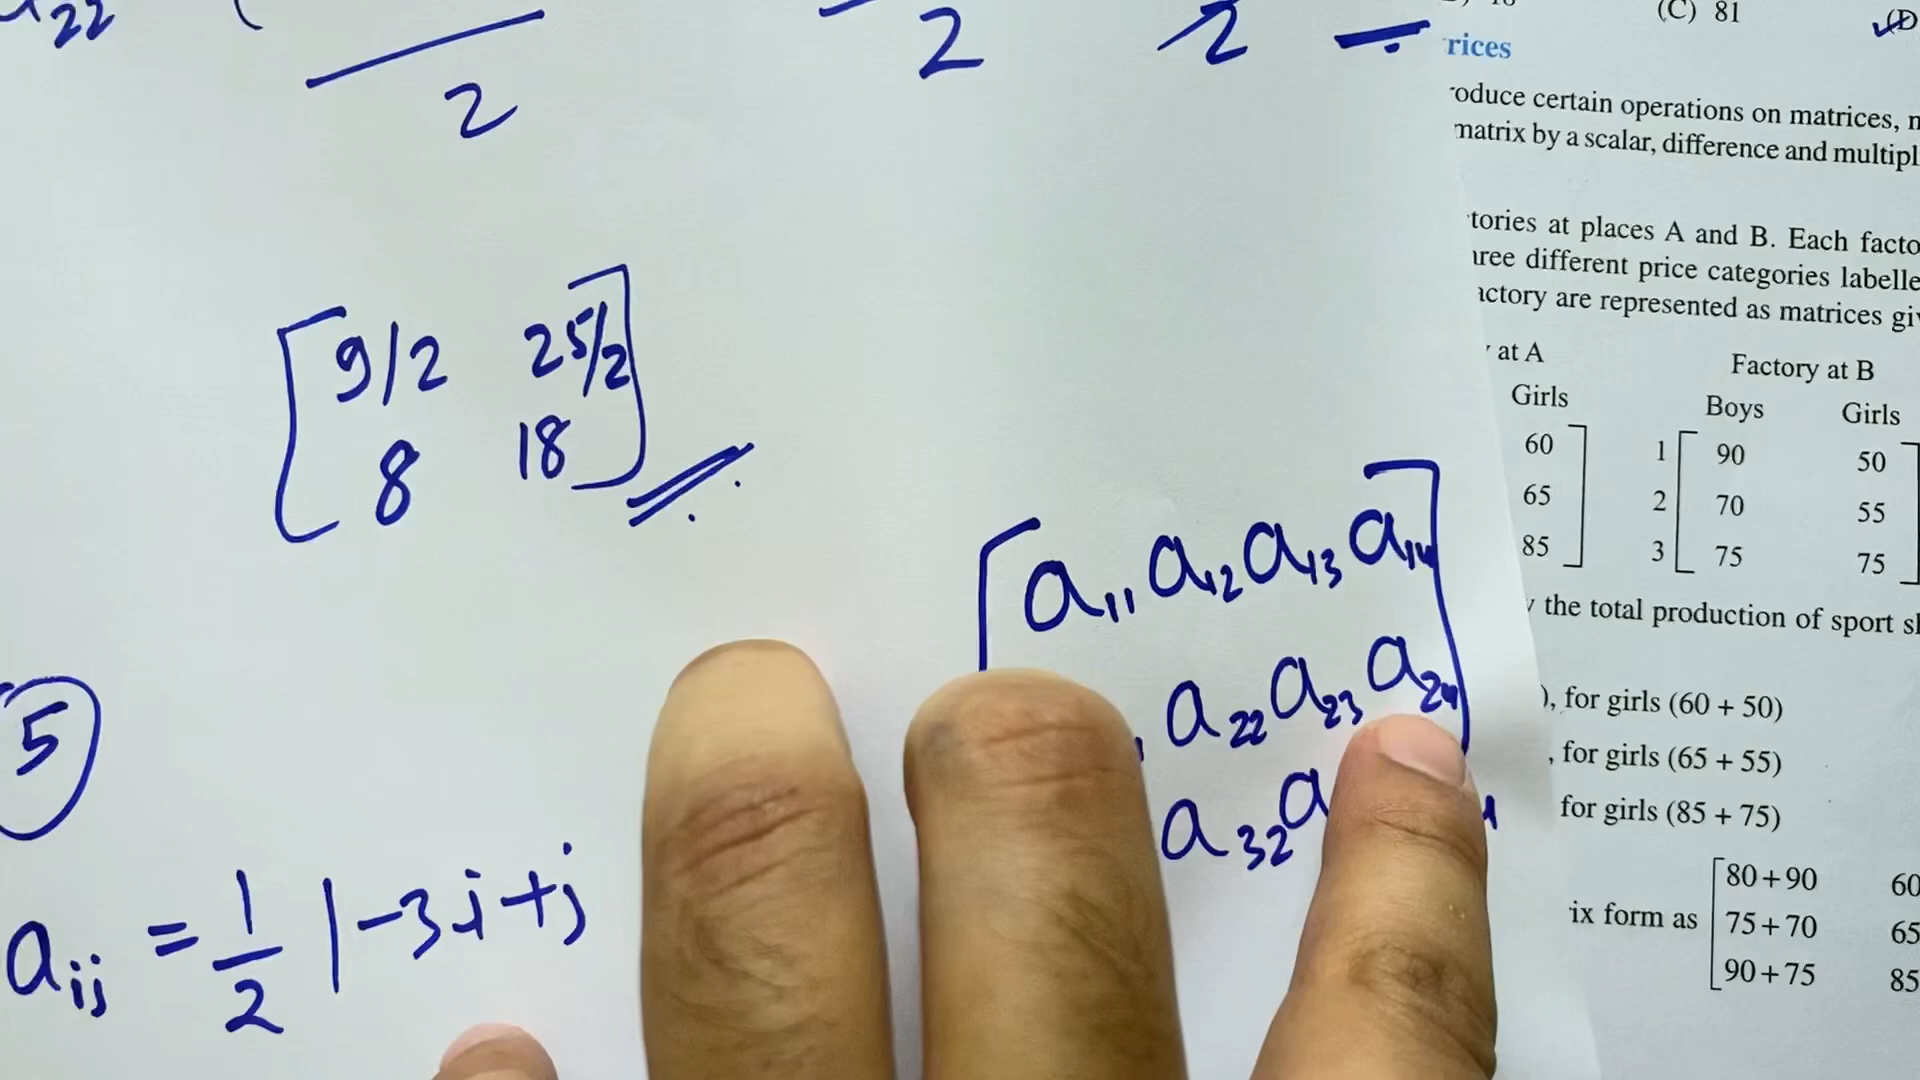 22
2
2
2
[9/2 25/2
8 18]
5
aij = 1/2 |-3i+j
[a11 a12 a13 a14
a22 a23 a24
a32 a
(C) 81
rices
oduce certain operations on matrices,
matrix by a scalar, difference and multipl
tories at places A and B. Each facto
ree different price categories labelle
actory are represented as matrices gi
at A Factory at B
Girls Boys Girls
60 1 90 50
65 2 70 55
85 3 75 75
the total production of sport
), for girls (60 + 50)
, for girls (65 + 55)
for girls (85 + 75)
80+90 60
ix form as 75+70 65
90+75 85